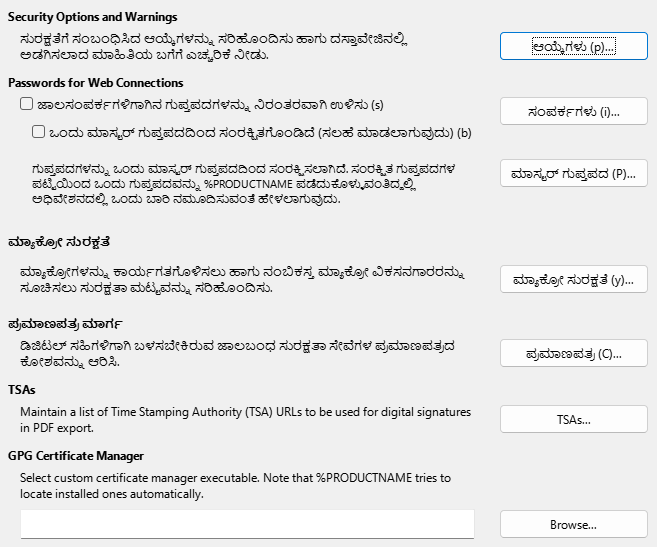 Security Options and Warnings
ಸುರಕ್ಷತೆಗೆ ಸಂಬಂಧಿಸಿದ ಆಯ್ಕೆಗಳನ್ನು ಸರಿಹೊಂದಿಸು ಹಾಗು ದಸ್ತಾವೇಜಿನಲ್ಲಿ
ಅಡಗಿಸಲಾದ ಮಾಹಿತಿಯ ಬಗೆಗೆ ಎಚ್ಚರಿಕೆ ನೀಡು.
ಆಯ್ಕೆಗಳು (p)...
Passwords for Web Connections
ಜಾಲಸಂಪರ್ಕಗಳಿಗಾಗಿನ ಗುಪ್ತಪದಗಳನ್ನು ನಿರಂತರವಾಗಿ ಉಳಿಸು (s)
ಸಂಪರ್ಕಗಳು (i)...
ಒಂದು ಮಾಸ್ಟರ್ ಗುಪ್ತಪದದಿಂದ ಸಂರಕ್ಷಿತಗೊಂಡಿದೆ (ಸಲಹೆ ಮಾಡಲಾಗುವುದು) (b)
ಗುಪ್ತಪದಗಳನ್ನು ಒಂದು ಮಾಸ್ಟರ್ ಗುಪ್ತಪದದಿಂದ ಸಂರಕ್ಷಿಸಲಾಗಿದೆ. ಸಂರಕ್ಷಿತ ಗುಪ್ತಪದಗಳ
ಪಟ್ಟಿಯಿಂದ ಒಂದು ಗುಪ್ತಪದವನ್ನು %PRODUCTNAME ಪಡೆದುಕೊಳ್ಳುವಂತಿದ್ದಲ್ಲಿ
ಅಧಿವೇಶನದಲ್ಲಿ ಒಂದು ಬಾರಿ ನಮೂದಿಸುವಂತೆ ಹೇಳಲಾಗುವುದು.
ಮಾಸ್ಟರ್ ಗುಪ್ತಪದ (P)...
ಮ್ಯಾಕ್ರೋ ಸುರಕ್ಷತೆ
ಮ್ಯಾಕ್ರೋಗಳನ್ನು ಕಾರ್ಯಗತಗೊಳಿಸಲು ಹಾಗು ನಂಬಿಕಸ್ತ ಮ್ಯಾಕ್ರೋ ವಿಕಸನಗಾರರನ್ನು
ಸೂಚಿಸಲು ಸುರಕ್ಷತಾ ಮಟ್ಟವನ್ನು ಸರಿಹೊಂದಿಸು.
ಮ್ಯಾಕ್ರೋ ಸುರಕ್ಷತೆ (y)...
ಪ್ರಮಾಣಪತ್ರ ಮಾರ್ಗ
ಡಿಜಿಟಲ್ ಸಹಿಗಳಿಗಾಗಿ ಬಳಸಬೇಕಿರುವ ಜಾಲಬಂಧ ಸುರಕ್ಷತಾ ಸೇವೆಗಳ ಪ್ರಮಾಣಪತ್ರದ
ಕೋಶವನ್ನು ಆರಿಸಿ.
ಪ್ರಮಾಣಪತ್ರ (C)...
TSAs
Maintain a list of Time Stamping Authority (TSA) URLs to be used for digital signatures
in PDF export.
TSAs...
GPG Certificate Manager
Select custom certificate manager executable. Note that %PRODUCTNAME tries to
locate installed ones automatically.
Browse...